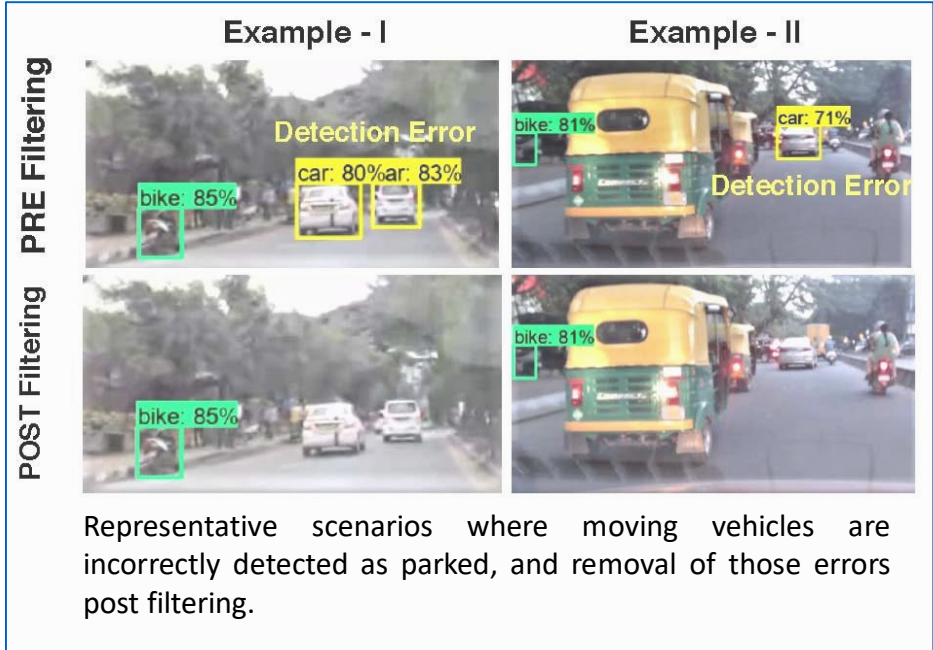 Example - I
Example - II
PRE Filtering
Detection Error
car: 80%
ar: 83%
bike: 85%
bike: 81%
car: 71%
Detection Error
POST Filtering
bike: 85%
bike: 81%
Representative scenarios where moving vehicles are
incorrectly detected as parked, and removal of those errors
post filtering.